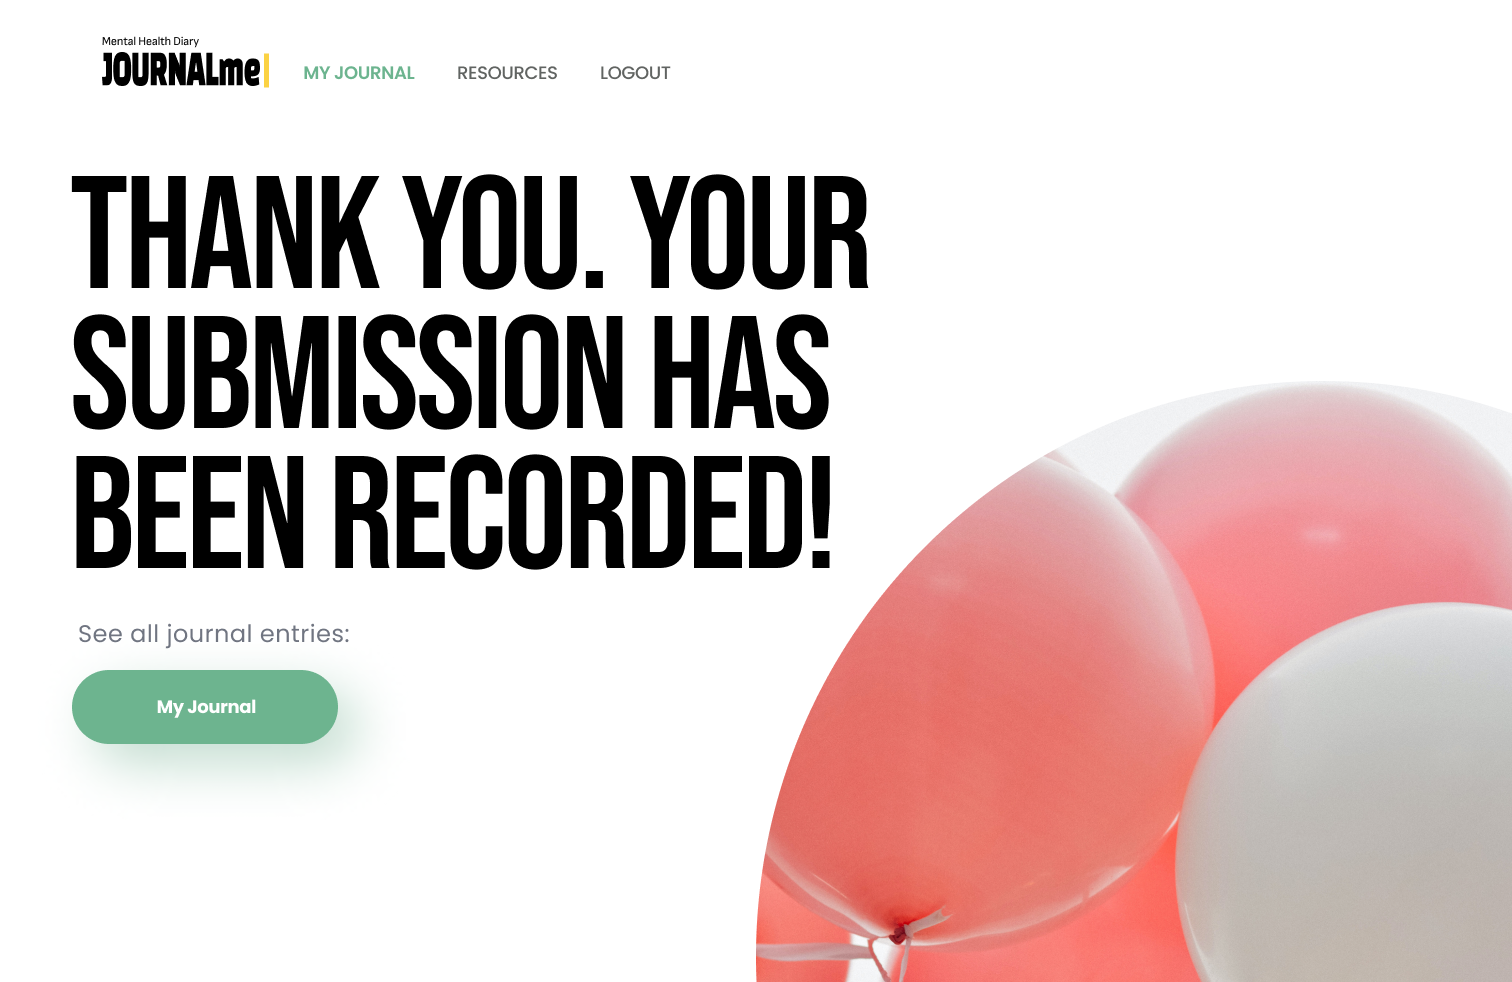 Mental Health Diary
JOURNALme
MY JOURNAL
RESOURCES
LOGOUT
THANK YOU. YOUR
SUBMISSION HAS
BEEN RECORDED!
See all journal entries:
My Journal